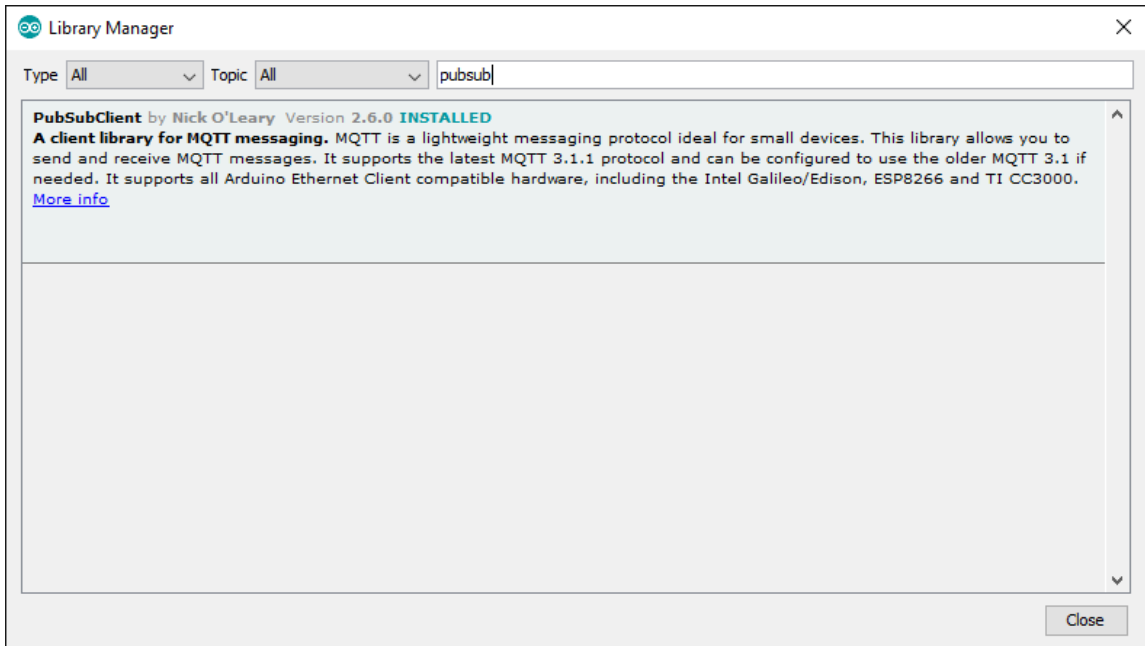 Library Manager
Type All Topic All pubsub
PubSubClient by Nick O'Leary Version 2.6.0 INSTALLED
A client library for MQTT messaging. MQTT is a lightweight messaging protocol ideal for small devices. This library allows you to
send and receive MQTT messages. It supports the latest MQTT 3.1.1 protocol and can be configured to use the older MQTT 3.1 if
needed. It supports all Arduino Ethernet Client compatible hardware, including the Intel Galileo/Edison, ESP8266 and TI CC3000.
More info
Close